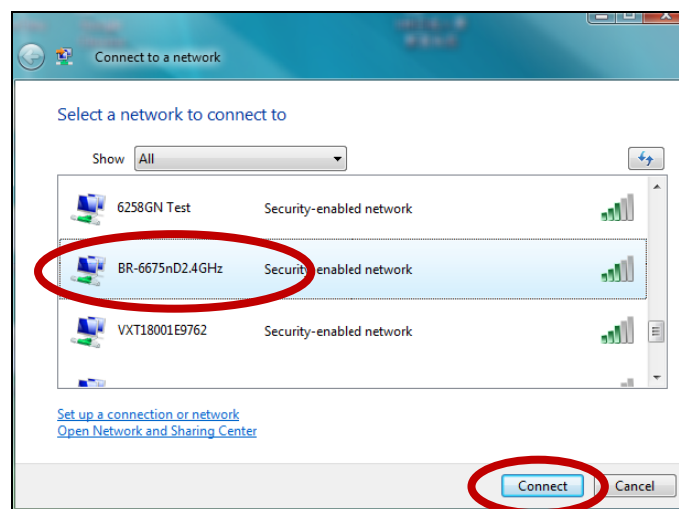 Connect to a network
Select a network to connect to
Show All
6258GN Test Security-enabled network
BR-6675nD2.4GHz Security-enabled network
VXT18001E9762 Security-enabled network
Set up a connection or network
Open Network and Sharing Center
Connect Cancel